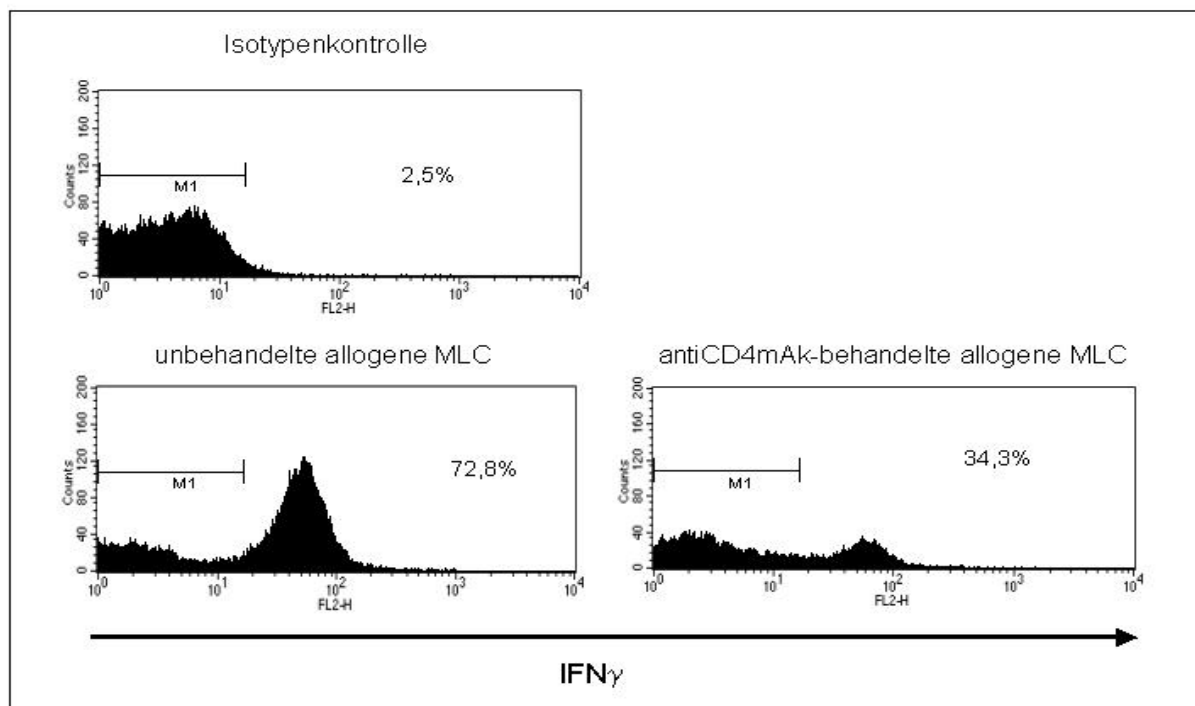 Isotypenkontrolle
Counts
200
160
120
80
40
0
M1
2,5%
10^0 10^1 10^2 10^3 10^4
FL2-H
unbehandelte allogene MLC
Counts
200
160
120
80
40
0
M1
72,8%
10^0 10^1 10^2 10^3 10^4
FL2-H
antiCD4mAk-behandelte allogene MLC
Counts
200
160
120
80
40
0
M1
34,3%
10^0 10^1 10^2 10^3 10^4
FL2-H
IFNγ